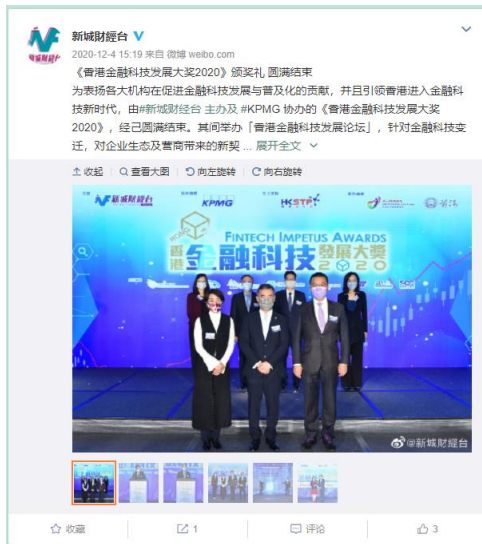 新城財經台
2020-12-4 15:19 来自 微博 weibo.com
《香港金融科技发展大奖2020》颁奖礼 圆满结束
为表扬各大机构在促进金融科技发展与普及化的贡献，并且引领香港进入金融科
技新时代，由#新城财经台 主办及 #KPMG 协办的《香港金融科技发展大奖
2020》，经己圆满结束。其间举办「香港金融科技发展论坛」，针对金融科技变
迁，对企业生态及营商带来的新契 ... 展开全文
收起 查看大图 向左旋转 向右旋转
新城財經台 KPMG HKSTP
FINTECH IMPETUS AWARDS
香港金融科技發展大獎
2020
@新城財經台
收藏 1 评论 3